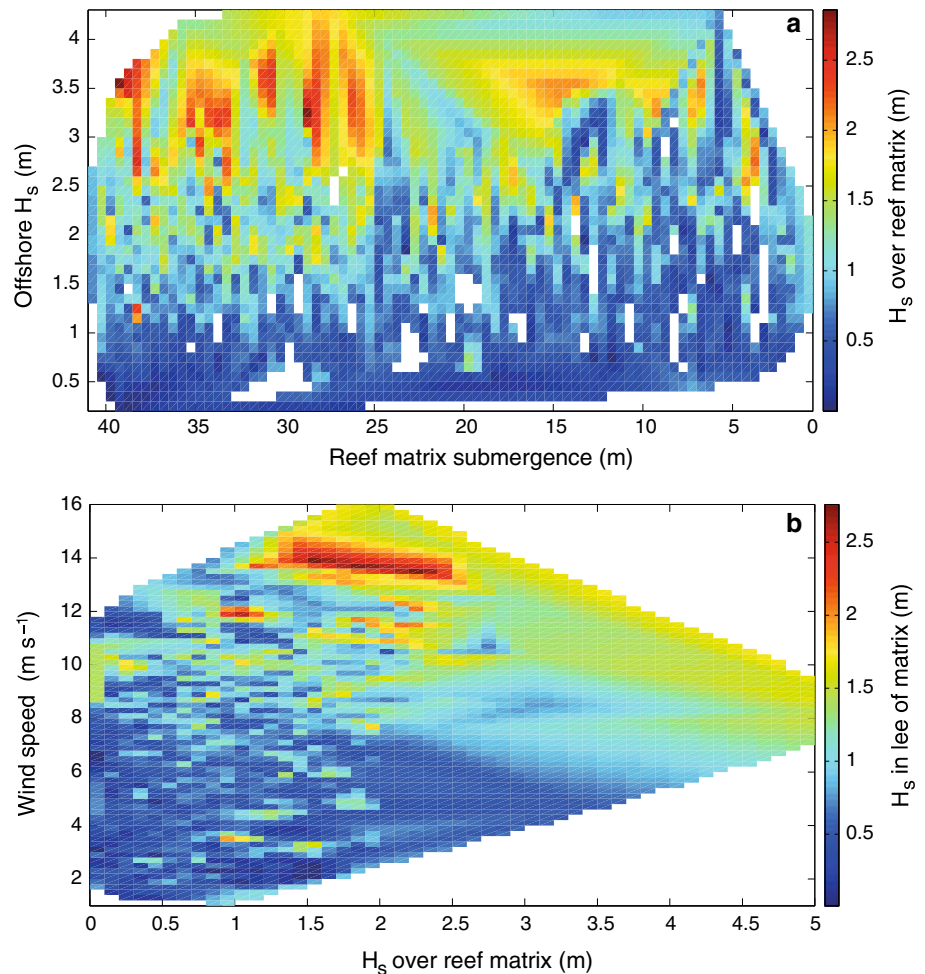 a
4
3.5
3
2.5
2
1.5
1
0.5
Offshore Hs (m)
40 35 30 25 20 15 10 5 0
Reef matrix submergence (m)
2.5
2
1.5
1
0.5
Hs over reef matrix (m)
b
16
14
12
10
8
6
4
2
Wind speed (m s⁻¹)
0 0.5 1 1.5 2 2.5 3 3.5 4 4.5 5
Hs over reef matrix (m)
2.5
2
1.5
1
0.5
Hs in lee of matrix (m)